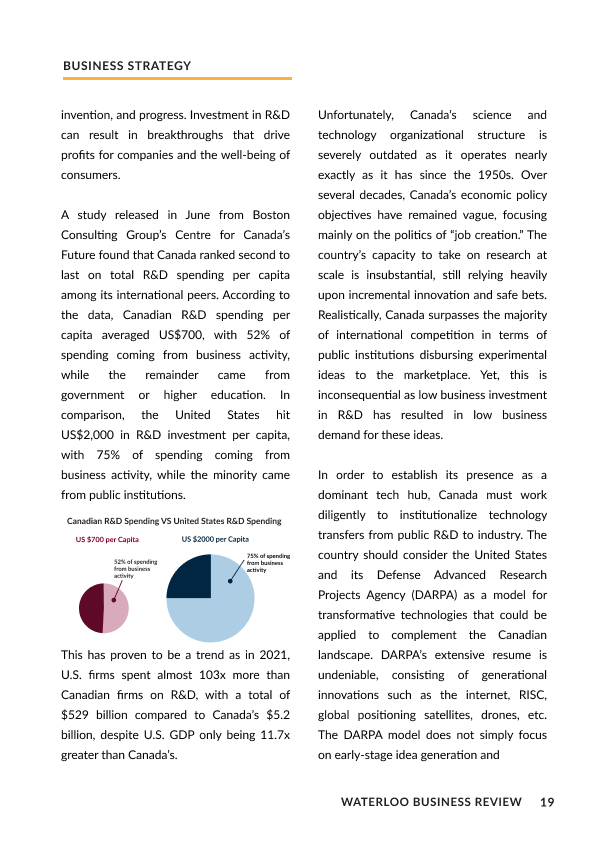 BUSINESS STRATEGY
invention, and progress. Investment in R&D
can result in breakthroughs that drive
profits for companies and the well-being of
consumers.
A study released in June from Boston
Consulting Group's Centre for Canada's
Future found that Canada ranked second to
last on total R&D spending per capita
among its international peers. According to
the data, Canadian R&D spending per
capita averaged US$700, with 52% of
spending coming from business activity,
while the remainder came from
government or higher education. In
comparison, the United States hit
US$2,000 in R&D investment per capita,
with 75% of spending coming from
business activity, while the minority came
from public institutions.
Canadian R&D Spending VS United States R&D Spending
US $700 per Capita
US $2000 per Capita
52% of spending
from business
activity
75% of spending
from business
activity
This has proven to be a trend as in 2021,
U.S. firms spent almost 103x more than
Canadian firms on R&D, with a total of
$529 billion compared to Canada's $5.2
billion, despite U.S. GDP only being 11.7x
greater than Canada's.
Unfortunately, Canada's science and
technology organizational structure is
severely outdated as it operates nearly
exactly as it has since the 1950s. Over
several decades, Canada's economic policy
objectives have remained vague, focusing
mainly on the politics of "job creation." The
country's capacity to take on research at
scale is insubstantial, still relying heavily
upon incremental innovation and safe bets.
Realistically, Canada surpasses the majority
of international competition in terms of
public institutions disbursing experimental
ideas to the marketplace. Yet, this is
inconsequential as low business investment
in R&D has resulted in low business
demand for these ideas.
In order to establish its presence as a
dominant tech hub, Canada must work
diligently to institutionalize technology
transfers from public R&D to industry. The
country should consider the United States
and its Defense Advanced Research
Projects Agency (DARPA) as a model for
transformative technologies that could be
applied to complement the Canadian
landscape. DARPA's extensive resume is
undeniable, consisting of generational
innovations such as the internet, RISC,
global positioning satellites, drones, etc.
The DARPA model does not simply focus
on early-stage idea generation and
WATERLOO BUSINESS REVIEW 19